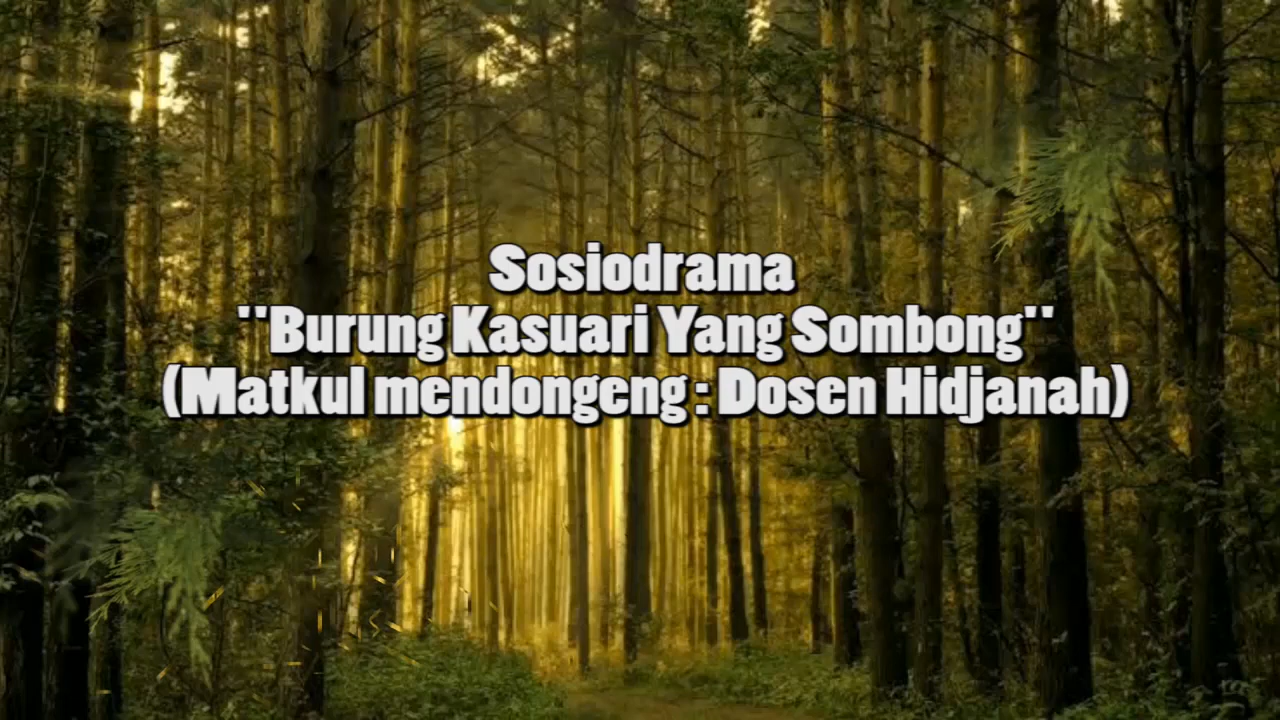 Sosiodrama
"Burung Kasuari Yang Sombong"
(Matkul mendongeng : Dosen Hidjanah)